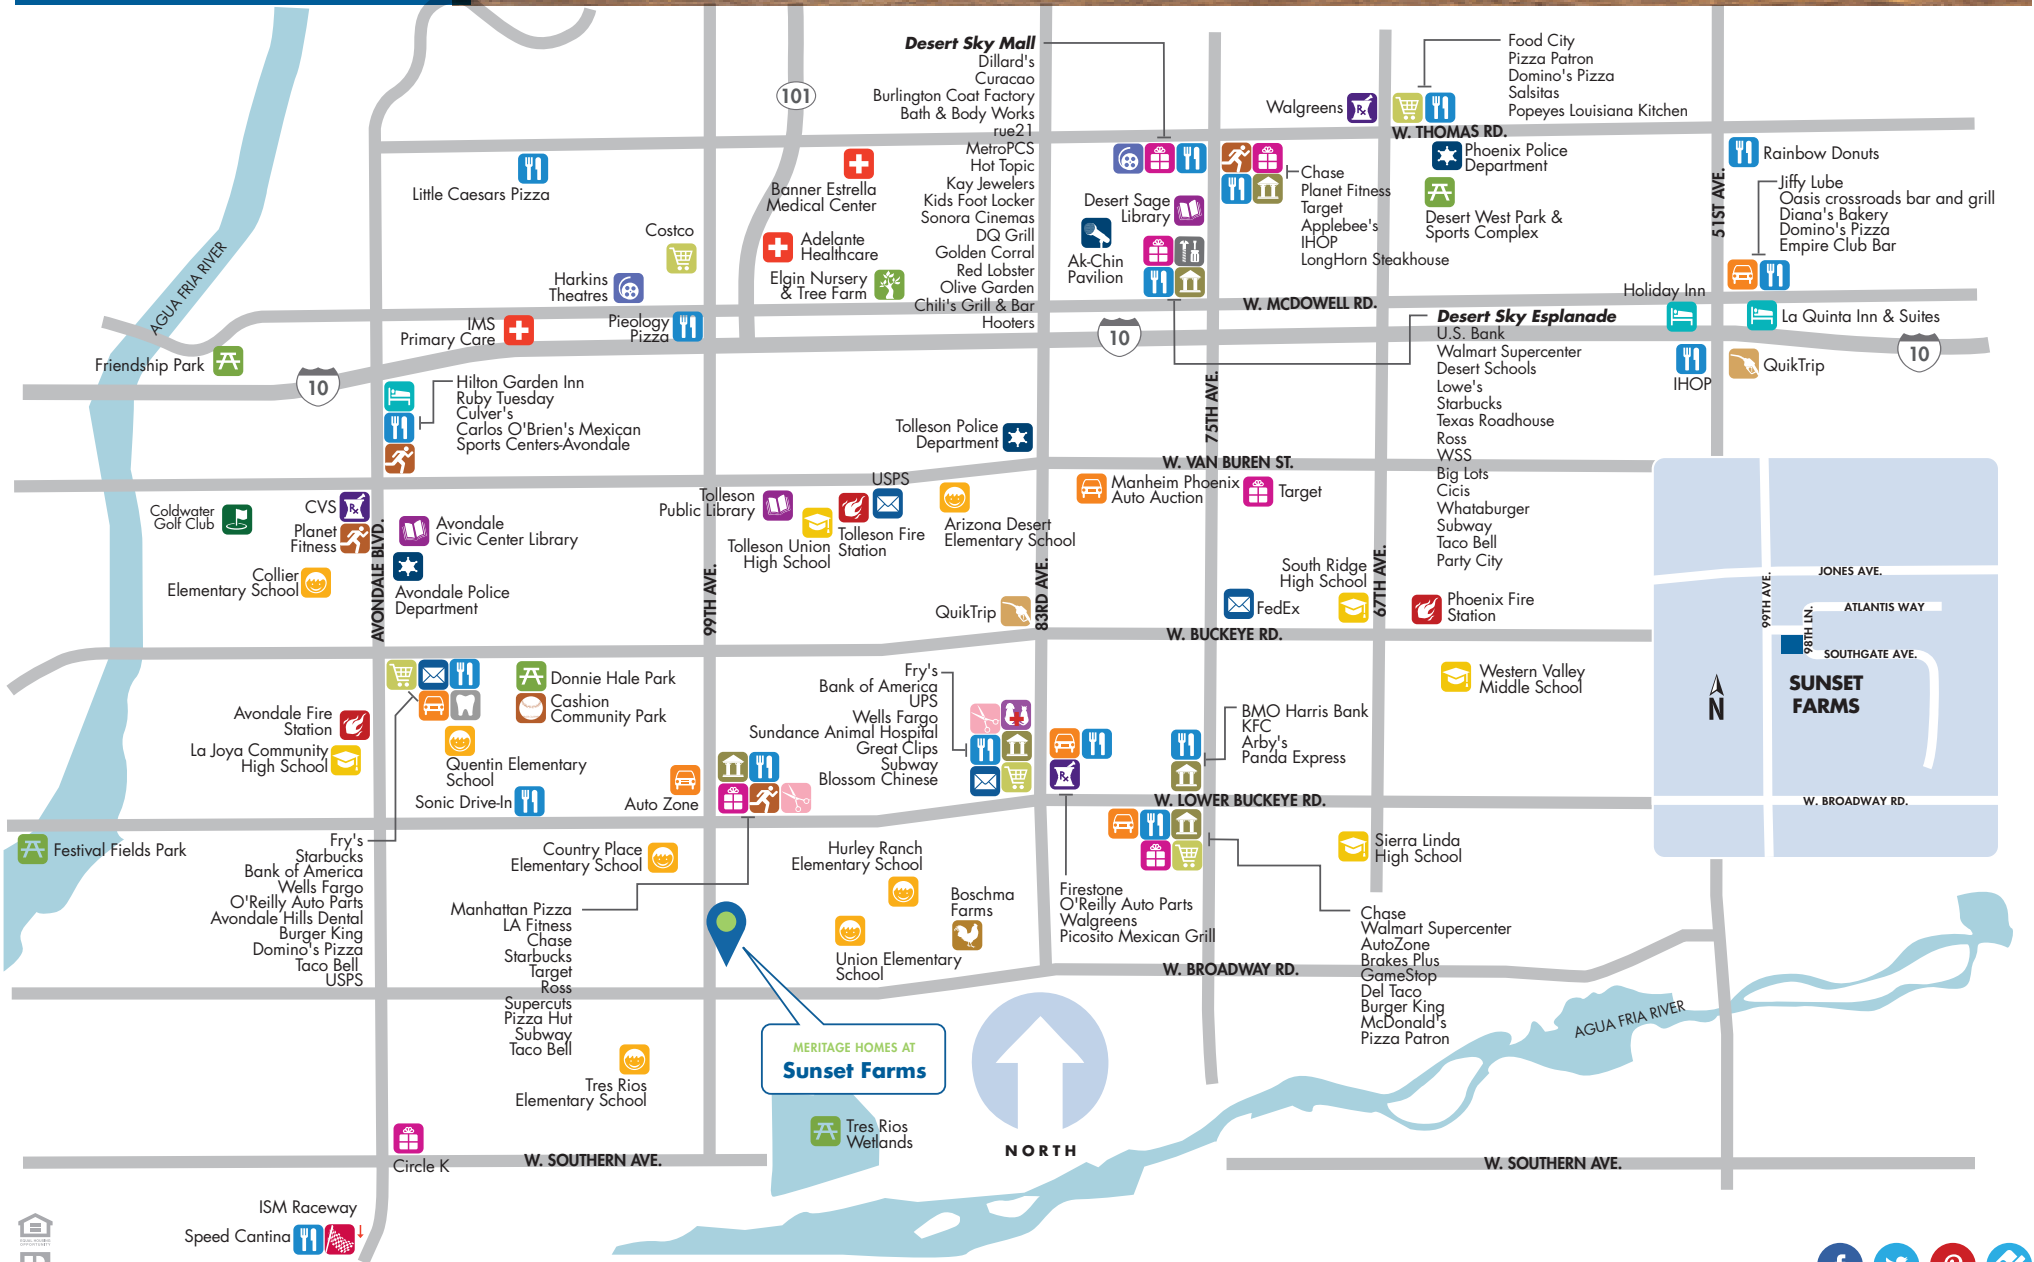 Desert Sky Mall
Dillard's
Curacao
Burlington Coat Factory
Bath & Body Works
rue21
MetroPCS
Hot Topic
Kay Jewelers
Kids Foot Locker
Sonora Cinemas
DQ Grill
Golden Corral
Red Lobster
Olive Garden
Chili's Grill & Bar
Hooters
101
Food City
Pizza Patron
Domino's Pizza
Salsitas
Popeyes Louisiana Kitchen
Walgreens
W. THOMAS RD.
Phoenix Police
Department
Desert West Park &
Sports Complex
Rainbow Donuts
Jiffy Lube
Oasis crossroads bar and grill
Diana's Bakery
Domino's Pizza
Empire Club Bar
51ST AVE.
Little Caesars Pizza
Banner Estrella
Medical Center
Adelante
Healthcare
Elgin Nursery
& Tree Farm
Costco
Harkins
Theatres
Pieology
Pizza
IMS
Primary Care
AGUA FRIA RIVER
Friendship Park
10
Desert Sage
Library
Ak-Chin
Pavilion
Chase
Planet Fitness
Target
Applebee's
IHOP
LongHorn Steakhouse
W. MCDOWELL RD.
10
Holiday Inn
La Quinta Inn & Suites
IHOP
QuikTrip
10
Desert Sky Esplanade
U.S. Bank
Walmart Supercenter
Desert Schools
Lowe's
Starbucks
Texas Roadhouse
Ross
WSS
Big Lots
Cicis
Whataburger
Subway
Taco Bell
Party City
Hilton Garden Inn
Ruby Tuesday
Culver's
Carlos O'Brien's Mexican
Sports Centers-Avondale
Tolleson Police
Department
75TH AVE.
W. VAN BUREN ST.
Manheim Phoenix
Auto Auction
Target
Coldwater
Golf Club
CVS
Planet
Fitness
Collier
Elementary School
AVONDALE BLVD.
Avondale
Civic Center Library
Avondale Police
Department
Tolleson
Public Library
Tolleson Union
High School
USPS
Tolleson Fire
Station
Arizona Desert
Elementary School
99TH AVE.
QuikTrip
83RD AVE.
FedEx
South Ridge
High School
67TH AVE.
Phoenix Fire
Station
W. BUCKEYE RD.
JONES AVE.
99TH AVE.
98TH LN.
ATLANTIS WAY
SOUTHGATE AVE.
SUNSET
FARMS
N
W. BROADWAY RD.
Donnie Hale Park
Cashion
Community Park
Avondale Fire
Station
La Joya Community
High School
Quentin Elementary
School
Sonic Drive-In
Auto Zone
Fry's
Bank of America
UPS
Wells Fargo
Sundance Animal Hospital
Great Clips
Subway
Blossom Chinese
BMO Harris Bank
KFC
Arby's
Panda Express
Western Valley
Middle School
W. LOWER BUCKEYE RD.
Festival Fields Park
Fry's
Starbucks
Bank of America
Wells Fargo
O'Reilly Auto Parts
Avondale Hills Dental
Burger King
Domino's Pizza
Taco Bell
USPS
Country Place
Elementary School
Manhattan Pizza
LA Fitness
Chase
Starbucks
Target
Ross
Supercuts
Pizza Hut
Subway
Taco Bell
Hurley Ranch
Elementary School
Union Elementary
School
Boschma
Farms
Firestone
O'Reilly Auto Parts
Walgreens
Picosito Mexican Grill
Sierra Linda
High School
Chase
Walmart Supercenter
AutoZone
Brakes Plus
GameStop
Del Taco
Burger King
McDonald's
Pizza Patron
W. BROADWAY RD.
AGUA FRIA RIVER
MERITAGE HOMES AT
Sunset Farms
NORTH
Tres Rios
Elementary School
Tres Rios
Wetlands
Circle K
W. SOUTHERN AVE.
W. SOUTHERN AVE.
ISM Raceway
Speed Cantina